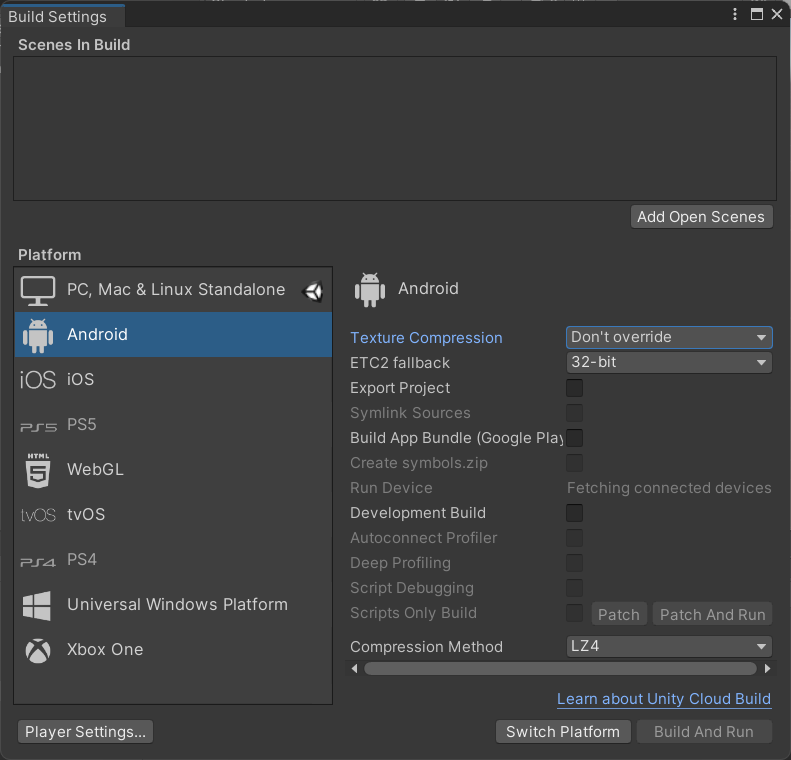 Build Settings
Scenes In Build
Add Open Scenes
Platform
PC, Mac & Linux Standalone
Android
iOS iOS
PS5 PS5
HTML 5 WebGL
tvOS tvOS
PS4 PS4
Universal Windows Platform
Xbox One
Android
Texture Compression Don't override
ETC2 fallback 32-bit
Export Project
Symlink Sources
Build App Bundle (Google Play
Create symbols.zip
Run Device Fetching connected devices
Development Build
Autoconnect Profiler
Deep Profiling
Script Debugging
Scripts Only Build Patch Patch And Run
Compression Method LZ4
Learn about Unity Cloud Build
Player Settings... Switch Platform Build And Run